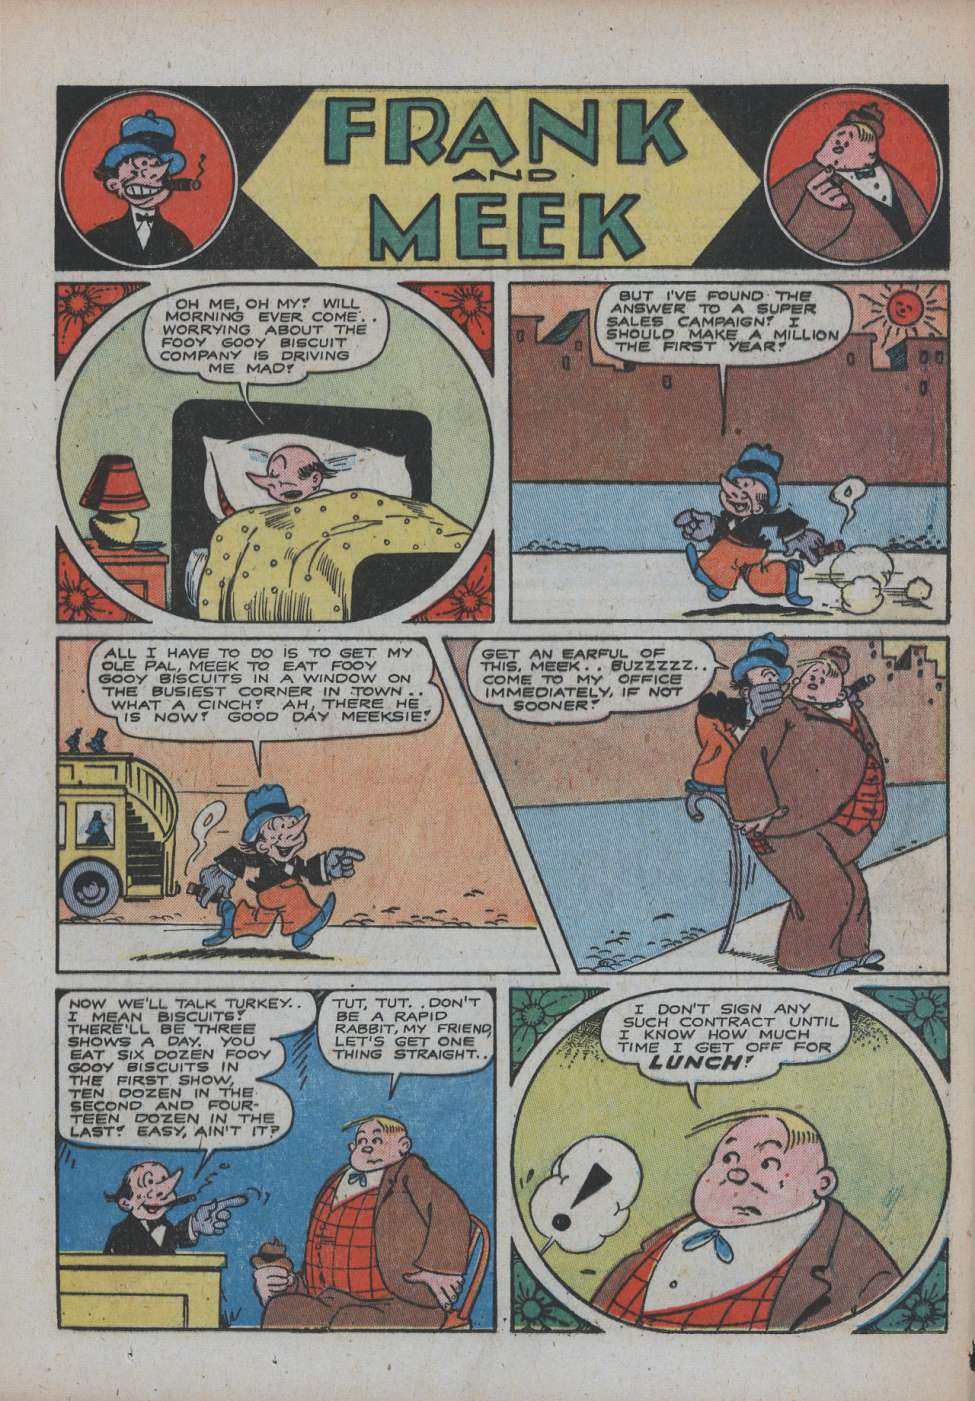 FRANK
AND
MEEK
OH ME, OH MY! WILL
MORNING EVER COME..
WORRYING ABOUT THE
FOOY GOOY BISCUIT
COMPANY IS DRIVING
ME MAD!
BUT I'VE FOUND THE
ANSWER TO A SUPER
SALES CAMPAIGN! I
SHOULD MAKE A MILLION
THE FIRST YEAR!
ALL I HAVE TO DO IS TO GET MY
OLE PAL, MEEK TO EAT FOOY
GOOY BISCUITS IN A WINDOW ON
THE BUSIEST CORNER IN TOWN..
WHAT A CINCH! AH, THERE HE
IS NOW! GOOD DAY MEEKSIE!
GET AN EARFUL OF
THIS, MEEK.. BUZZZZZ..
COME TO MY OFFICE
IMMEDIATELY, IF NOT
SOONER!
NOW WE'LL TALK TURKEY..
I MEAN BISCUITS!
THERE'LL BE THREE
SHOWS A DAY. YOU
EAT SIX DOZEN FOOY
GOOY BISCUITS IN
THE FIRST SHOW,
TEN DOZEN IN THE
SECOND AND FOUR-
TEEN DOZEN IN THE
LAST! EASY, AIN'T IT?
TUT, TUT.. DON'T
BE A RAPID
RABBIT, MY FRIEND
LET'S GET ONE
THING STRAIGHT..
I DON'T SIGN ANY
SUCH CONTRACT UNTIL
I KNOW HOW MUCH
TIME I GET OFF FOR
LUNCH!
!